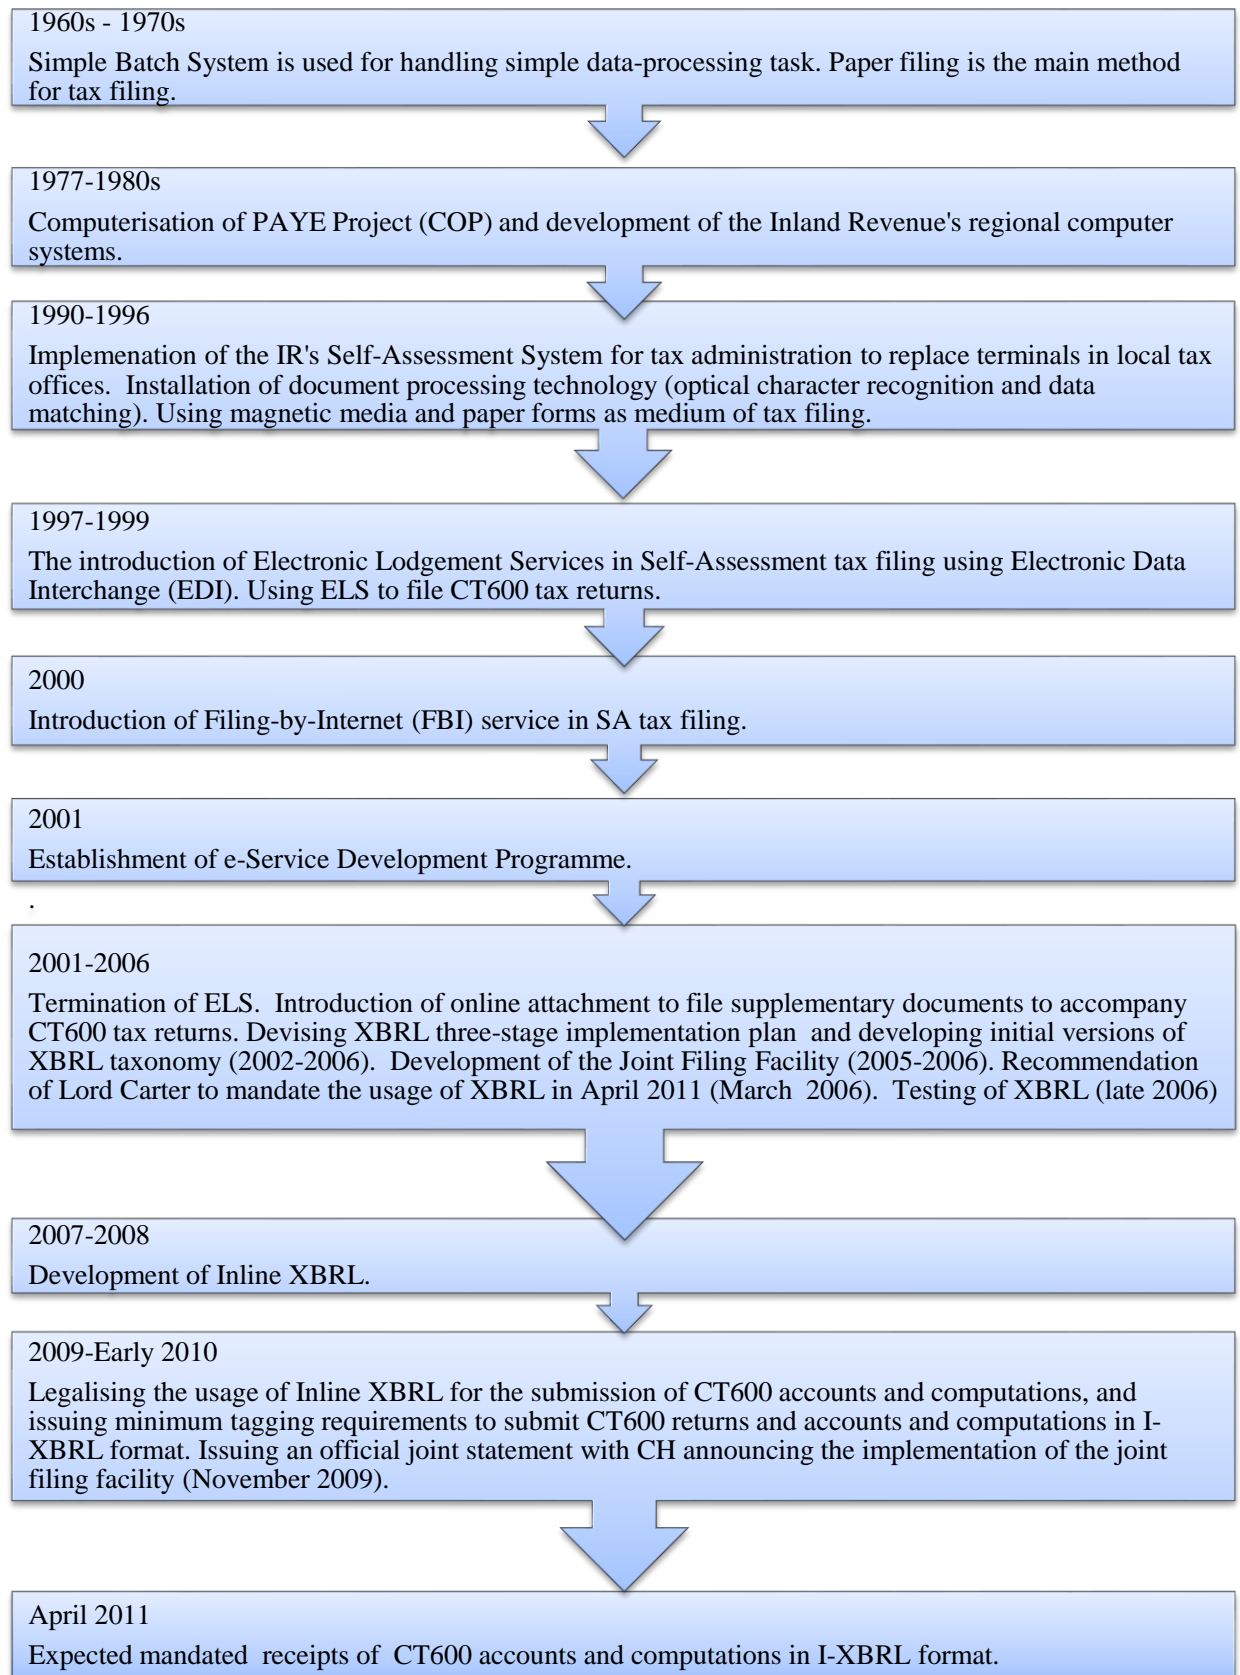 1960s - 1970s
Simple Batch System is used for handling simple data-processing task. Paper filing is the main method
for tax filing.
1977-1980s
Computerisation of PAYE Project (COP) and development of the Inland Revenue's regional computer
systems.
1990-1996
Implemenation of the IR's Self-Assessment System for tax administration to replace terminals in local tax
offices.  Installation of document processing technology (optical character recognition and data
matching). Using magnetic media and paper forms as medium of tax filing.
1997-1999
The introduction of Electronic Lodgement Services in Self-Assessment tax filing using Electronic Data
Interchange (EDI). Using ELS to file CT600 tax returns.
2000
Introduction of Filing-by-Internet (FBI) service in SA tax filing.
2001
Establishment of e-Service Development Programme.
.
2001-2006
Termination of ELS.  Introduction of online attachment to file supplementary documents to accompany
CT600 tax returns. Devising XBRL three-stage implementation plan  and developing initial versions of
XBRL taxonomy (2002-2006).  Development of the Joint Filing Facility (2005-2006). Recommendation
of Lord Carter to mandate the usage of XBRL in April 2011 (March  2006).  Testing of XBRL (late 2006)
2007-2008
Development of Inline XBRL.
2009-Early 2010
Legalising the usage of Inline XBRL for the submission of CT600 accounts and computations, and
issuing minimum tagging requirements to submit CT600 returns and accounts and computations in I-
XBRL format. Issuing an official joint statement with CH announcing the implementation of the joint
filing facility (November 2009).
April 2011
Expected mandated  receipts of  CT600 accounts and computations in I-XBRL format.